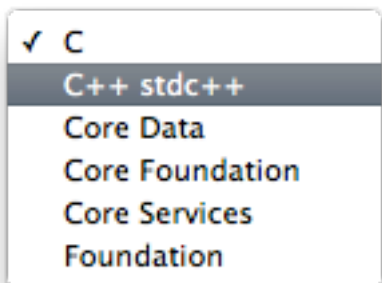 ✓ C
C++ stdc++
Core Data
Core Foundation
Core Services
Foundation